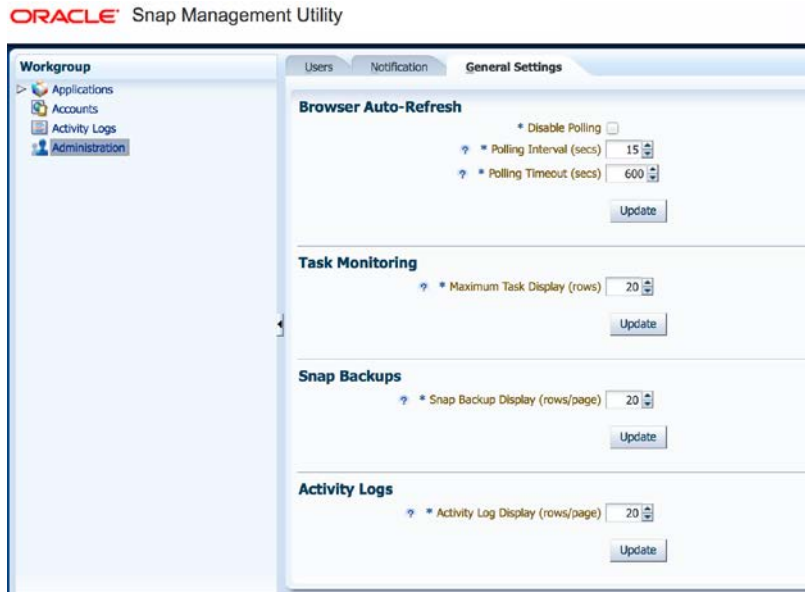 ORACLE Snap Management Utility
Workgroup
Applications
Accounts
Activity Logs
Administration
Users Notification General Settings
Browser Auto-Refresh
* Disable Polling
? * Polling Interval (secs) 15
? * Polling Timeout (secs) 600
Update
Task Monitoring
? * Maximum Task Display (rows) 20
Update
Snap Backups
? * Snap Backup Display (rows/page) 20
Update
Activity Logs
? * Activity Log Display (rows/page) 20
Update